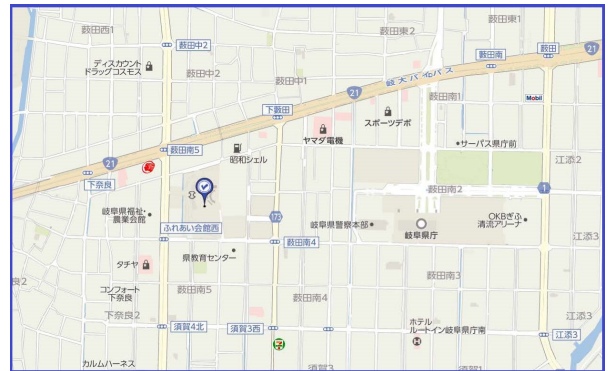 薮田西1
薮田中2
薮田東2
薮田東1
ディスカウント
ドラッグコスモス
薮田中2
薮田中1
岐大バイパス
薮田南
薮田
21
下薮田
薮田南1
Mobil
スポーツデポ
ヤマダ電機
薮田南5
昭和シェル
サーパス県庁前
江添2
21
下奈良
薮田南2
1
岐阜県福祉・
農業会館
173
岐阜県警察本部
岐阜県庁
OKBぎふ
清流アリーナ
ふれあい会館西
薮田南4
江添3
県教育センター
タチヤ
薮田南3
コンフォート
下奈良
薮田南5
薮田南4
下奈良2
須賀4北
須賀3西
ホテル
ルートイン岐阜県庁南
江添3
H
7
カルムハーネス
須賀3
須賀1